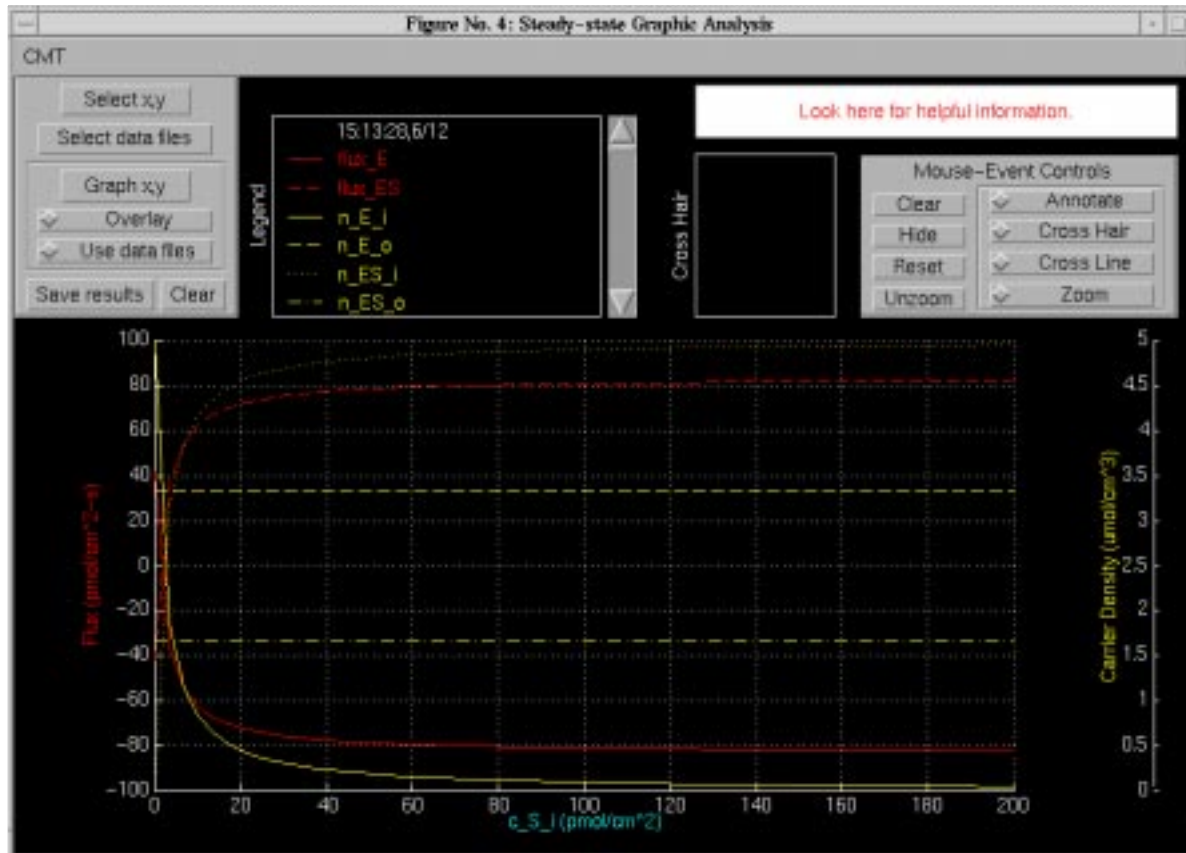 Figure No. 4: Steady-state Graphic Analysis
CMT
Select x,y
Select data files
Graph x,y
Overlay
Use data files
Save results
Clear
Legend
15:13:28,6/12
flux_E
flux_ES
n_E_i
n_E_o
n_ES_i
n_ES_o
Cross Hair
Look here for helpful information.
Mouse-Event Controls
Clear
Hide
Reset
Unzoom
Annotate
Cross Hair
Cross Line
Zoom
Flux (pmol/cm^2-s)
100
80
60
40
20
0
-20
-40
-60
-80
-100
0 20 40 60 80 100 120 140 160 180 200
c_S_i (pmol/cm^2)
Carrier Density (umol/cm^3)
5
4.5
4
3.5
3
2.5
2
1.5
1
0.5
0